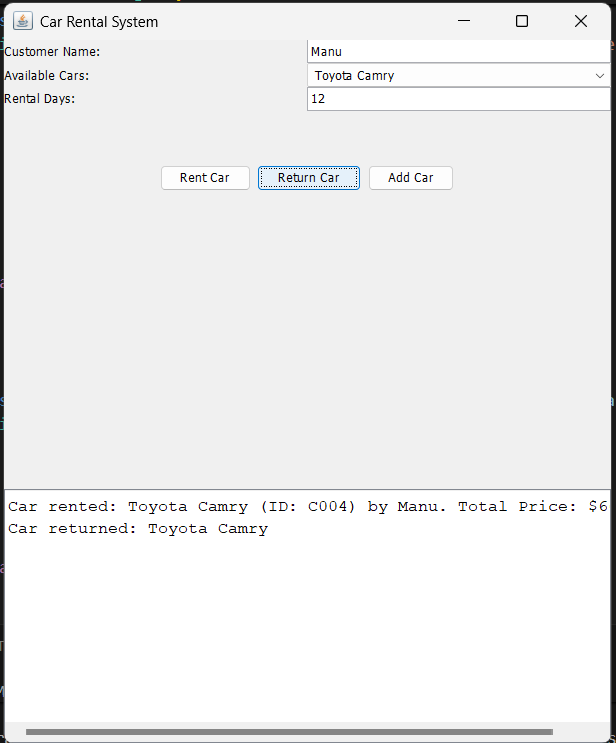 Car Rental System
Customer Name: Manu
Available Cars: Toyota Camry
Rental Days: 12
Rent Car Return Car Add Car
Car rented: Toyota Camry (ID: C004) by Manu. Total Price: $6
Car returned: Toyota Camry